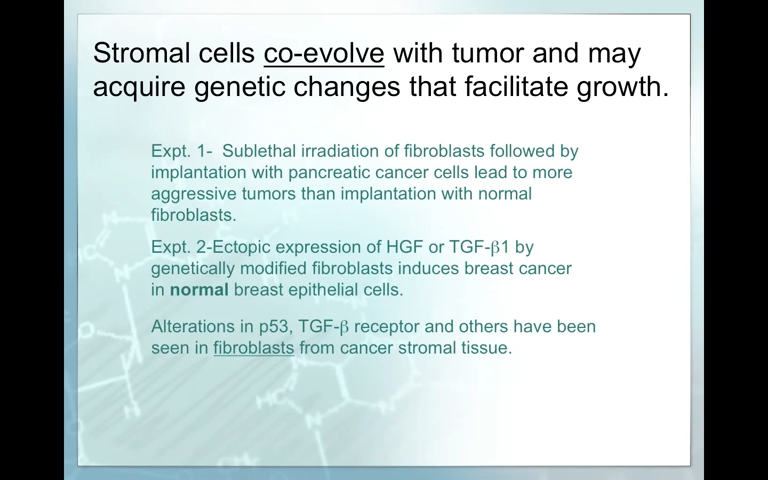 Stromal cells co-evolve with tumor and may
acquire genetic changes that facilitate growth.
Expt. 1- Sublethal irradiation of fibroblasts followed by
implantation with pancreatic cancer cells lead to more
aggressive tumors than implantation with normal
fibroblasts.
Expt. 2-Ectopic expression of HGF or TGF-β1 by
genetically modified fibroblasts induces breast cancer
in normal breast epithelial cells.
Alterations in p53, TGF-β receptor and others have been
seen in fibroblasts from cancer stromal tissue.